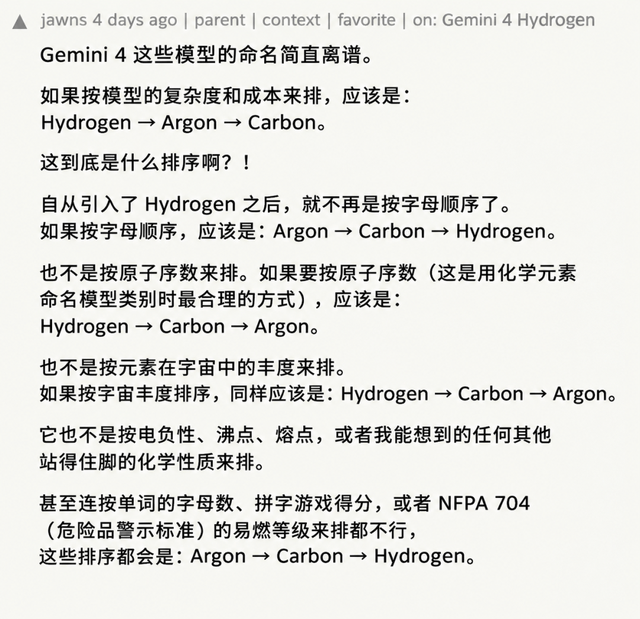 ▲ jawns 4 days ago | parent | context | favorite | on: Gemini 4 Hydrogen
Gemini 4 这些模型的命名简直离谱。
如果按模型的复杂度和成本来排，应该是：
Hydrogen → Argon → Carbon。
这到底是什么排序啊？！
自从引入了 Hydrogen 之后，就不再是按字母顺序了。
如果按字母顺序，应该是：Argon → Carbon → Hydrogen。
也不是按原子序数来排。如果要按原子序数（这是用化学元素
命名模型类别时最合理的方式），应该是：
Hydrogen → Carbon → Argon。
也不是按元素在宇宙中的丰度来排。
如果按宇宙丰度排序，同样应该是：Hydrogen → Carbon → Argon。
它也不是按电负性、沸点、熔点，或者我能想到的任何其他
站得住脚的化学性质来排。
甚至连按单词的字母数、拼字游戏得分，或者 NFPA 704
（危险品警示标准）的易燃等级来排都不行，
这些排序都会是：Argon → Carbon → Hydrogen。